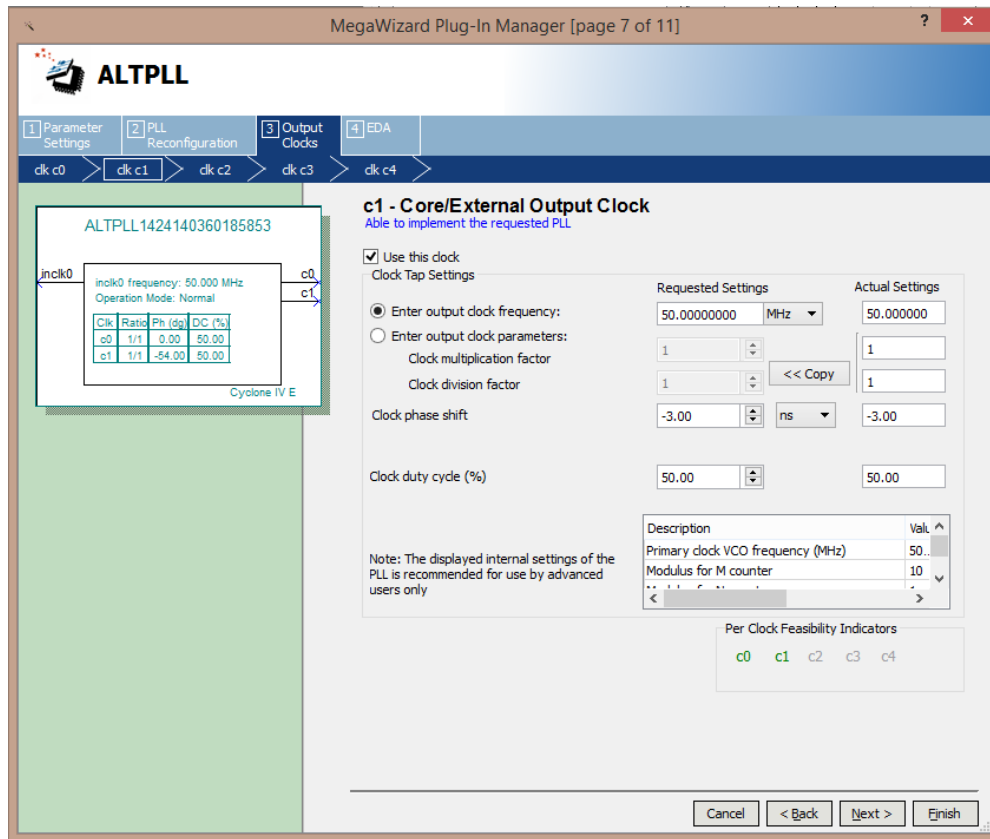 MegaWizard Plug-In Manager [page 7 of 11]
?
×
ALTPLL
1 Parameter Settings
2 PLL Reconfiguration
3 Output Clocks
4 EDA
clk c0
clk c1
clk c2
clk c3
clk c4
ALTPLL1424140360185853
inclk0
c0
c1
inclk0 frequency: 50.000 MHz
Operation Mode: Normal
Clk Ratio Ph (dg) DC (%)
c0 1/1 0.00 50.00
c1 1/1 -54.00 50.00
Cyclone IV E
c1 - Core/External Output Clock
Able to implement the requested PLL
Use this clock
Clock Tap Settings
Requested Settings
Actual Settings
Enter output clock frequency:
50.00000000
MHz
50.000000
Enter output clock parameters:
Clock multiplication factor
1
1
<< Copy
Clock division factor
1
1
Clock phase shift
-3.00
ns
-3.00
Clock duty cycle (%)
50.00
50.00
Note: The displayed internal settings of the
PLL is recommended for use by advanced
users only
Description
Primary clock VCO frequency (MHz) 50...
Modulus for M counter 10
Per Clock Feasibility Indicators
c0 c1 c2 c3 c4
Cancel
< Back
Next >
Finish